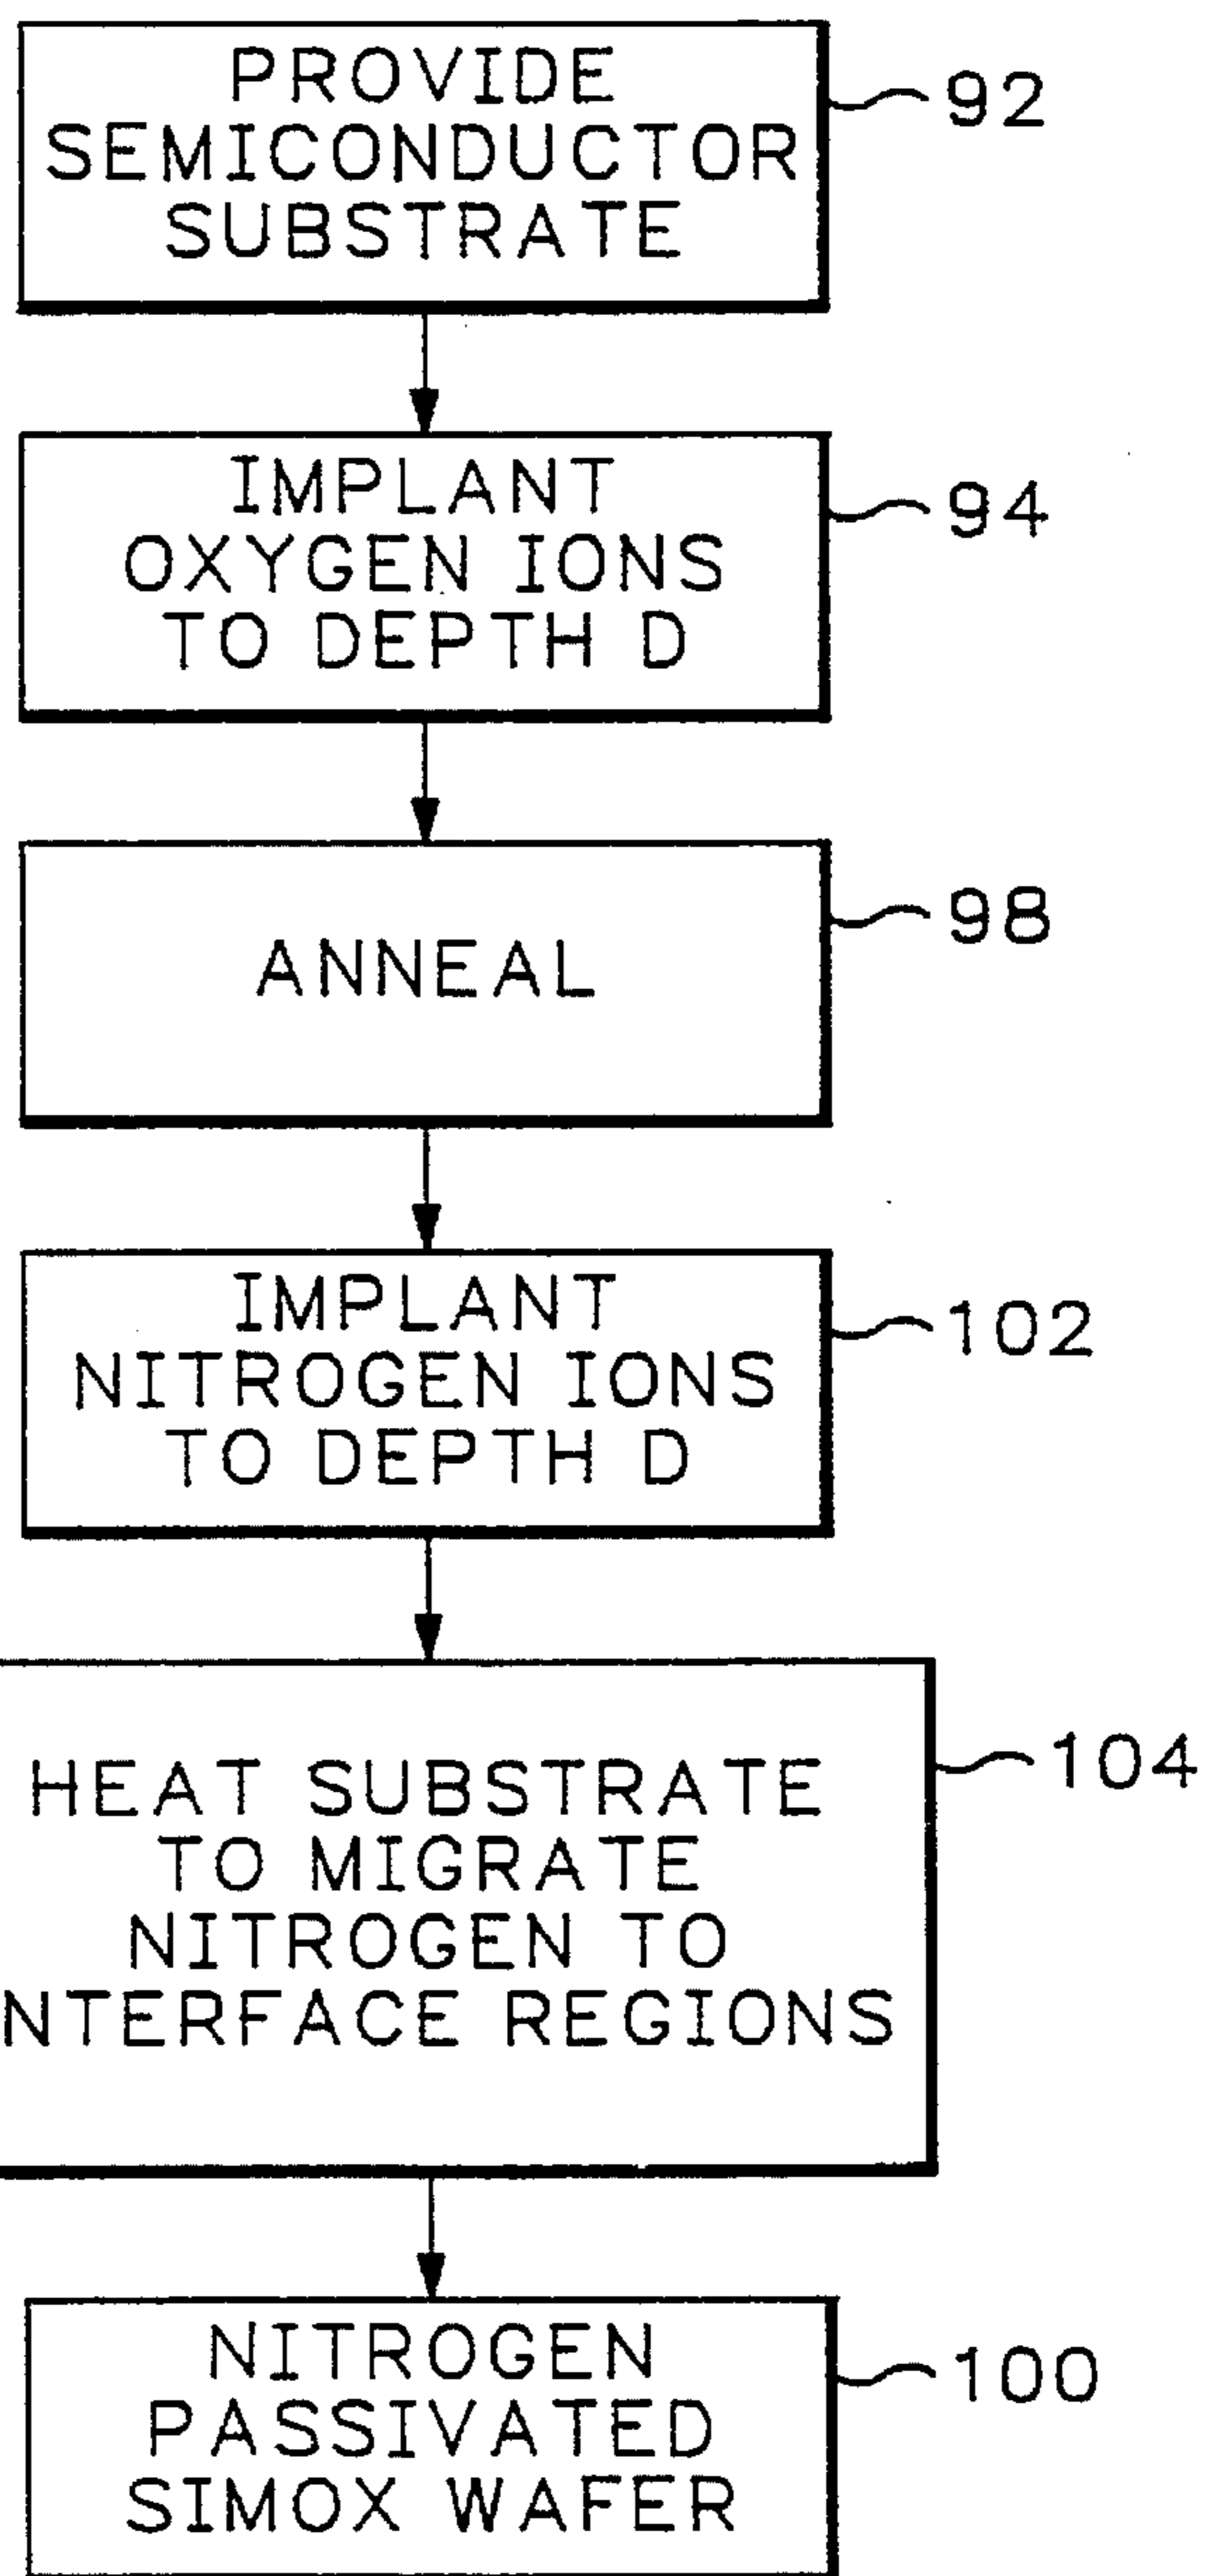 PROVIDE
SEMICONDUCTOR
SUBSTRATE
92
IMPLANT
OXYGEN IONS
TO DEPTH D
94
ANNEAL
98
IMPLANT
NITROGEN IONS
TO DEPTH D
102
HEAT SUBSTRATE
TO MIGRATE
NITROGEN TO
NTERFACE REGIONS
104
NITROGEN
PASSIVATED
SIMOX WAFER
100